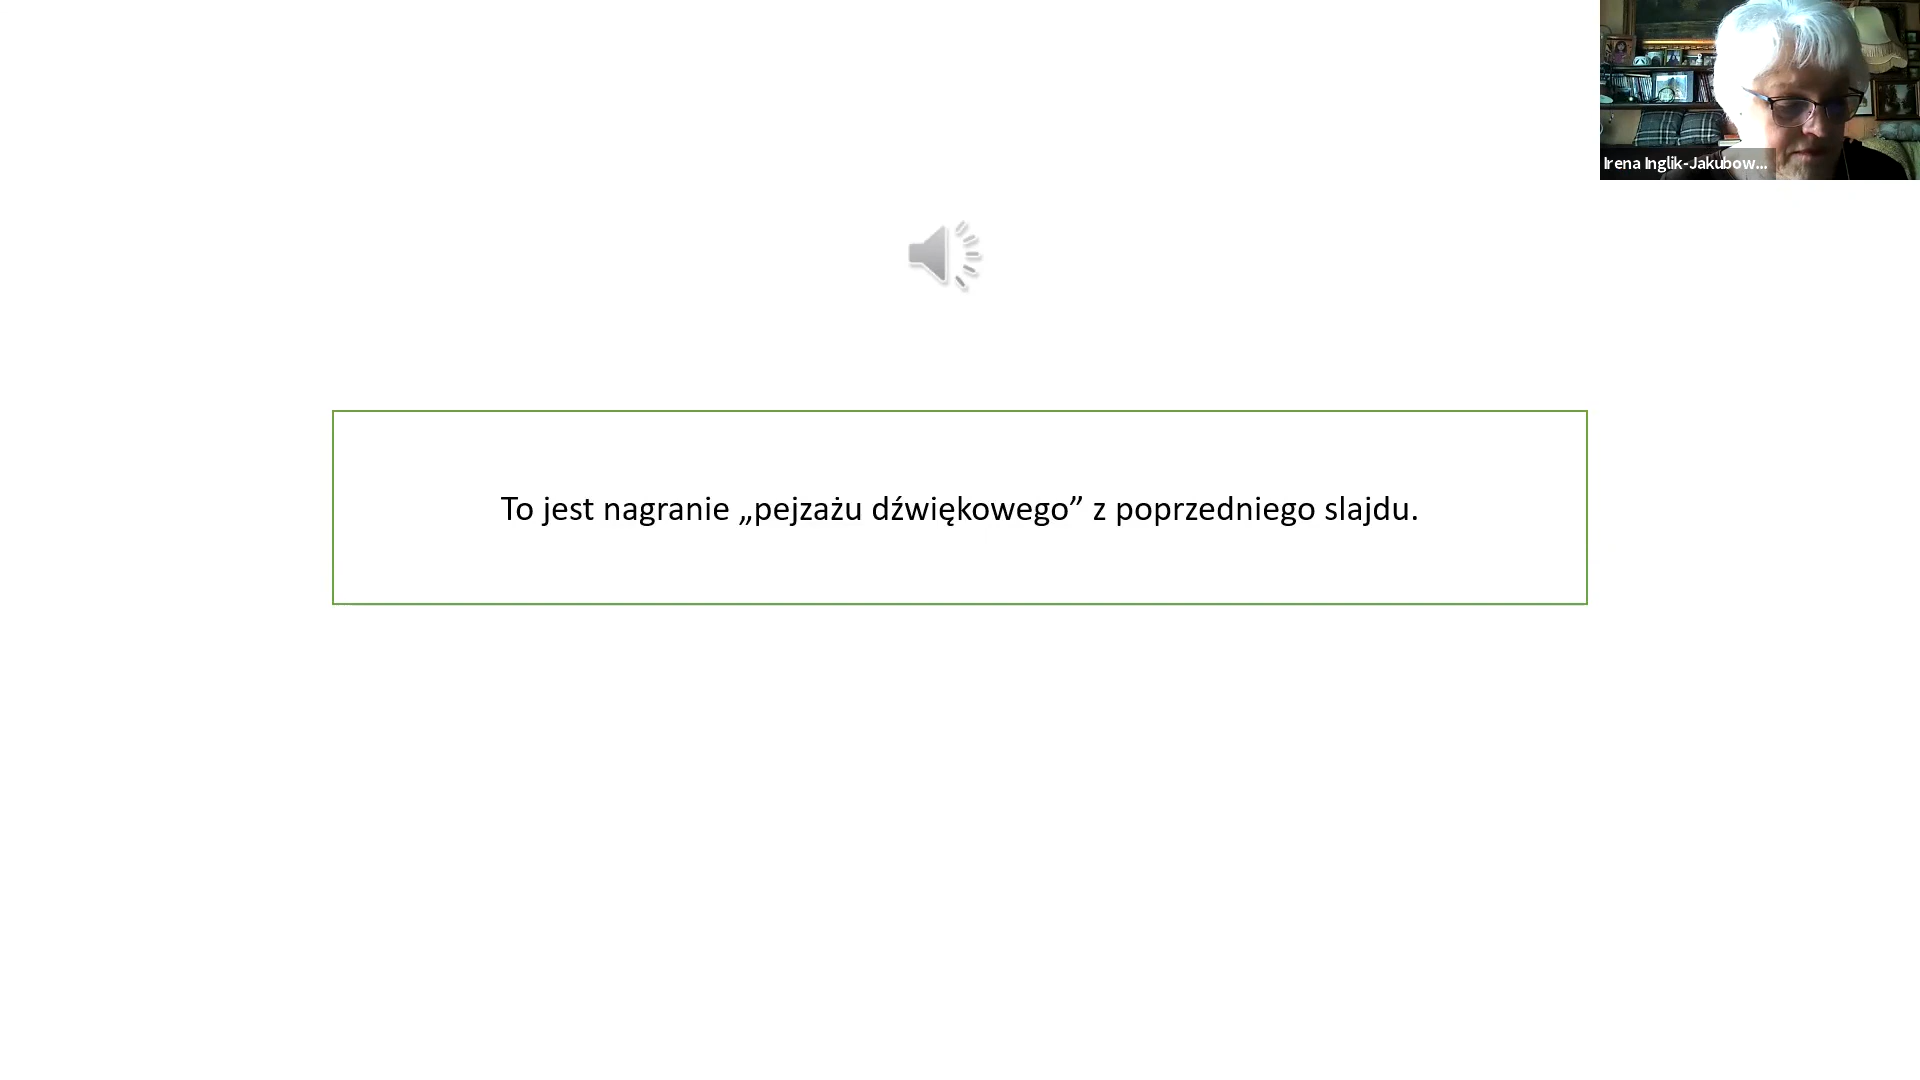 Irena Inglik-Jakubow...
To jest nagranie „pejzażu dźwiękowego” z poprzedniego slajdu.